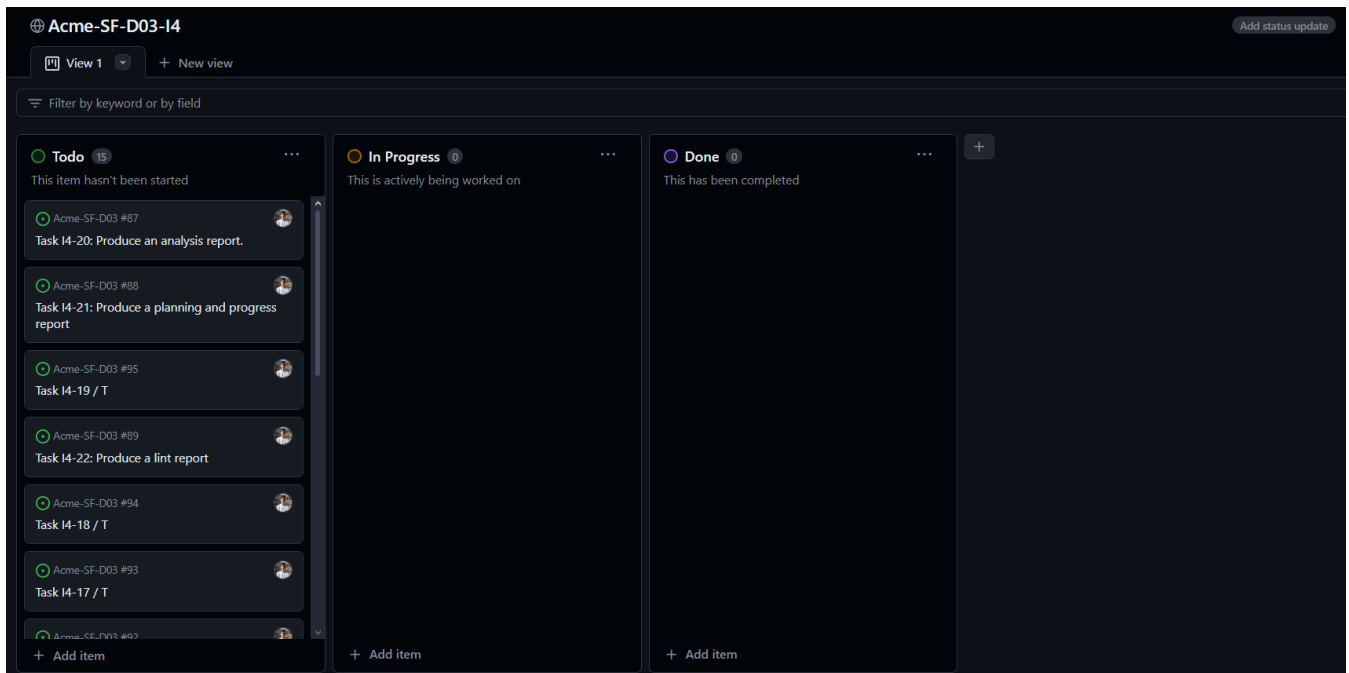 Acme-SF-D03-I4
Add status update
View 1
New view
Filter by keyword or by field
Todo 15
This item hasn't been started
Acme-SF-D03 #87
Task I4-20: Produce an analysis report.
Acme-SF-D03 #88
Task I4-21: Produce a planning and progress
report
Acme-SF-D03 #95
Task I4-19 / T
Acme-SF-D03 #89
Task I4-22: Produce a lint report
Acme-SF-D03 #94
Task I4-18 / T
Acme-SF-D03 #93
Task I4-17 / T
Acme-SF-D03 #92
+ Add item
In Progress 0
This is actively being worked on
+ Add item
Done 0
This has been completed
+ Add item